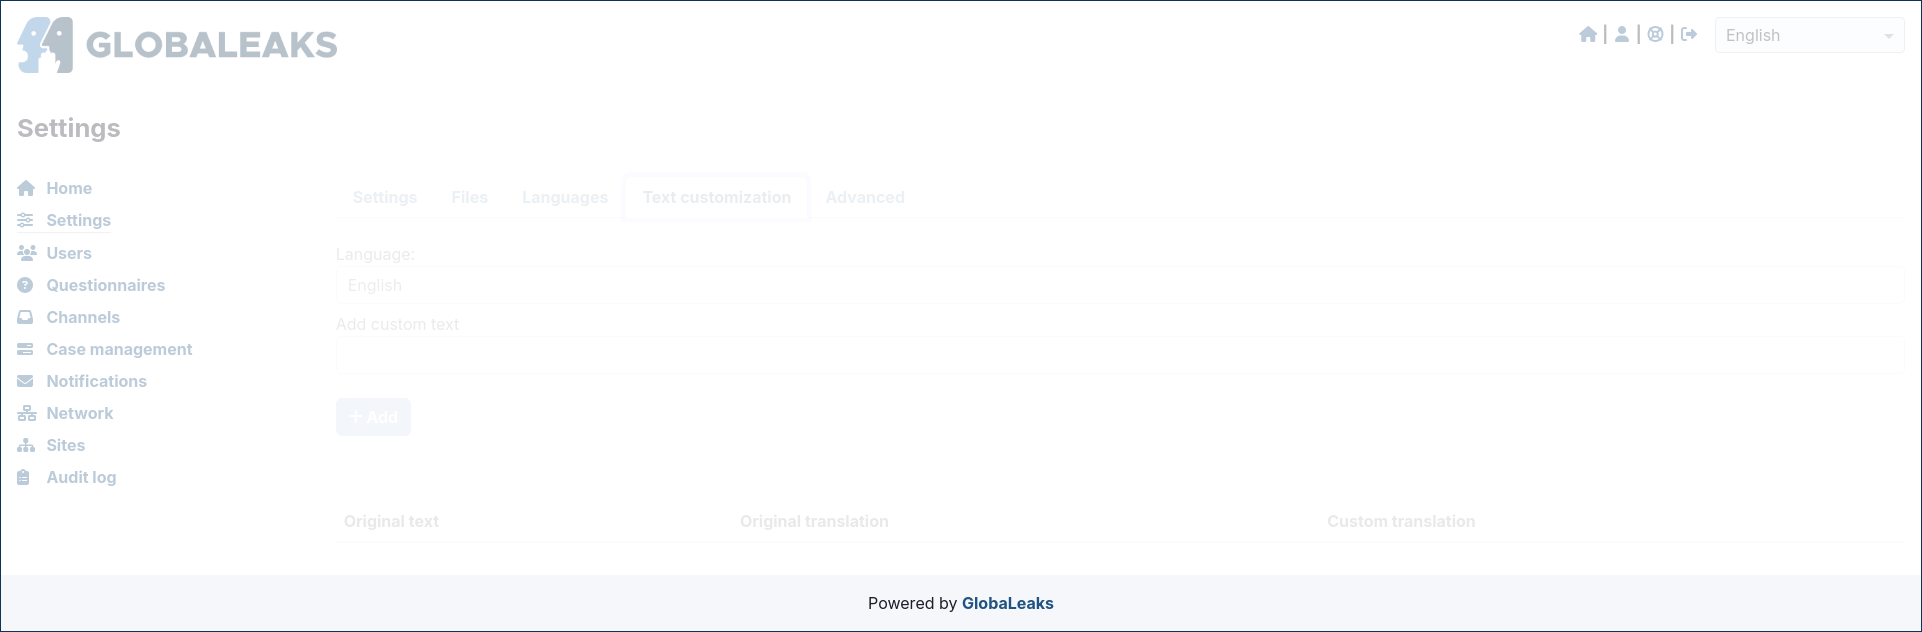 GLOBALEAKS
English
Settings
Home
Settings
Users
Questionnaires
Channels
Case management
Notifications
Network
Sites
Audit log
Settings Files Languages Text customization Advanced
Language:
English
Add custom text
+ Add
Original text Original translation Custom translation
Powered by GlobaLeaks